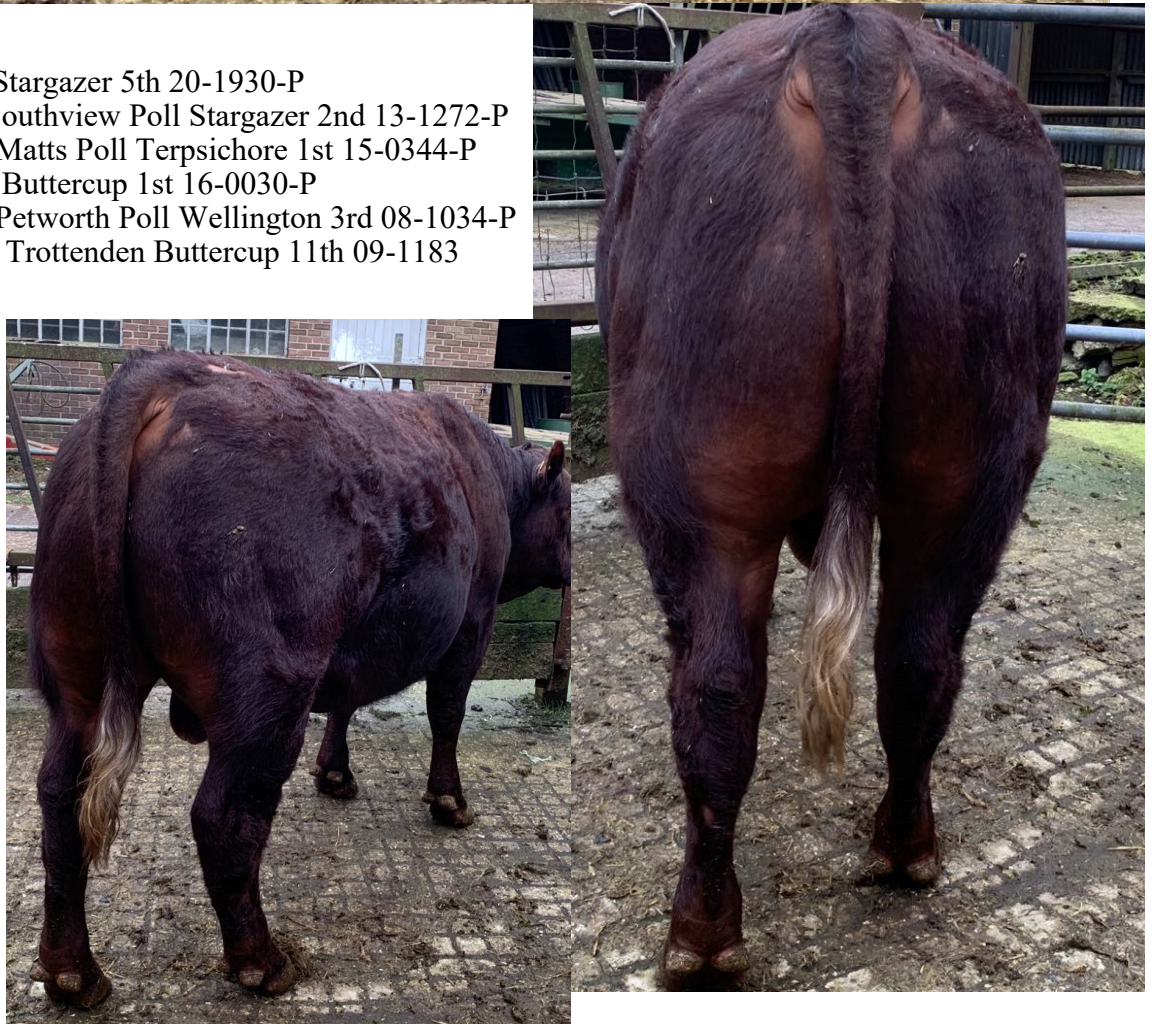 Stargazer 5th 20-1930-P
outhview Poll Stargazer 2nd 13-1272-P
Matts Poll Terpsichore 1st 15-0344-P
Buttercup 1st 16-0030-P
Petworth Poll Wellington 3rd 08-1034-P
Trottenden Buttercup 11th 09-1183